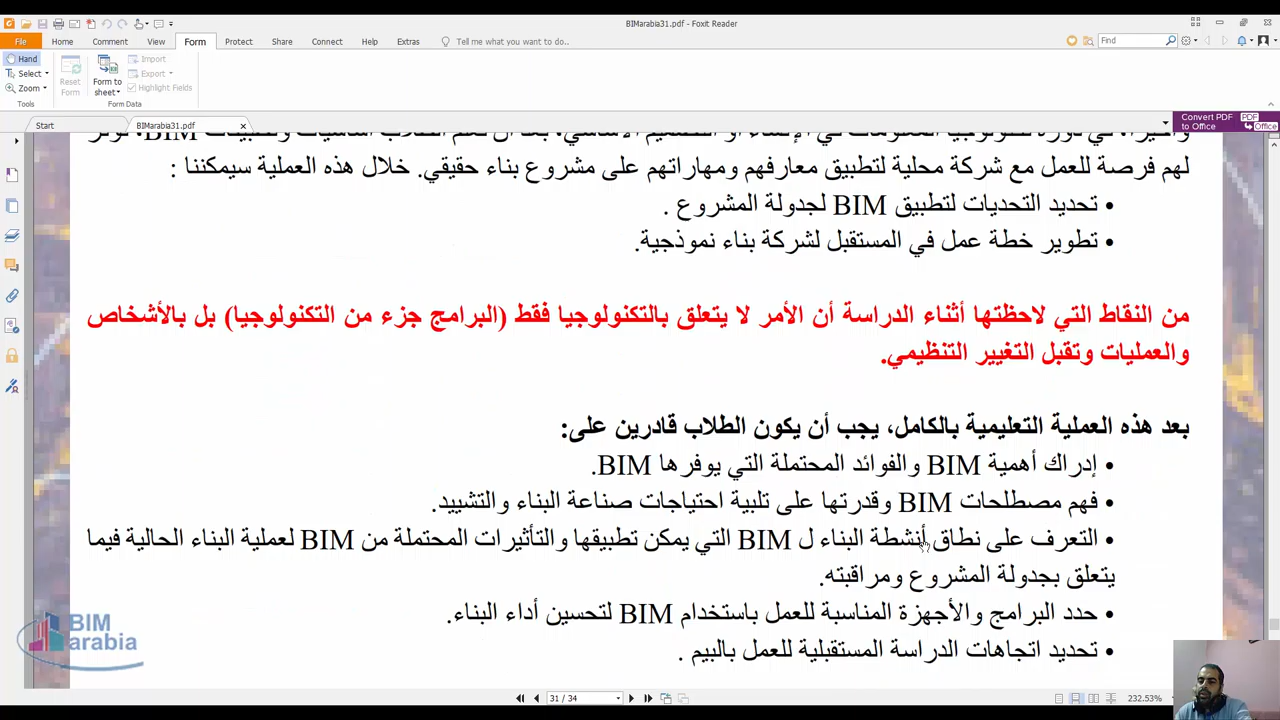 BIMarabia31.pdf - Foxit Reader
File Home Comment View Form Protect Share Connect Help Extras Tell me what you want to do.. Find
Hand
Select
Zoom
Tools
Reset Form
Form to sheet
Import
Export
Highlight Fields
Form Data
Start BIMarabia31.pdf
Convert PDF to Office
PDF Office
لهم فرصة للعمل مع شركة محلية لتطبيق معارفهم ومهاراتهم على مشروع بناء حقيقي. خلال هذه العملية سيمكننا :
• تحديد التحديات لتطبيق BIM لجدولة المشروع .
• تطوير خطة عمل في المستقبل لشركة بناء نموذجية.
من النقاط التي لاحظتها أثناء الدراسة أن الأمر لا يتعلق بالتكنولوجيا فقط (البرامج جزء من التكنولوجيا) بل بالأشخاص
والعمليات وتقبل التغيير التنظيمي.
بعد هذه العملية التعليمية بالكامل، يجب أن يكون الطلاب قادرين على:
• إدراك أهمية BIM والفوائد المحتملة التي يوفرها BIM.
• فهم مصطلحات BIM وقدرتها على تلبية احتياجات صناعة البناء والتشييد.
• التعرف على نطاق أنشطة البناء ل BIM التي يمكن تطبيقها والتأثيرات المحتملة من BIM لعملية البناء الحالية فيما
يتعلق بجدولة المشروع ومراقبته.
• حدد البرامج والأجهزة المناسبة للعمل باستخدام BIM لتحسين أداء البناء.
• تحديد اتجاهات الدراسة المستقبلية للعمل بالبيم .
BIM
arabia
31 / 34
232.53%